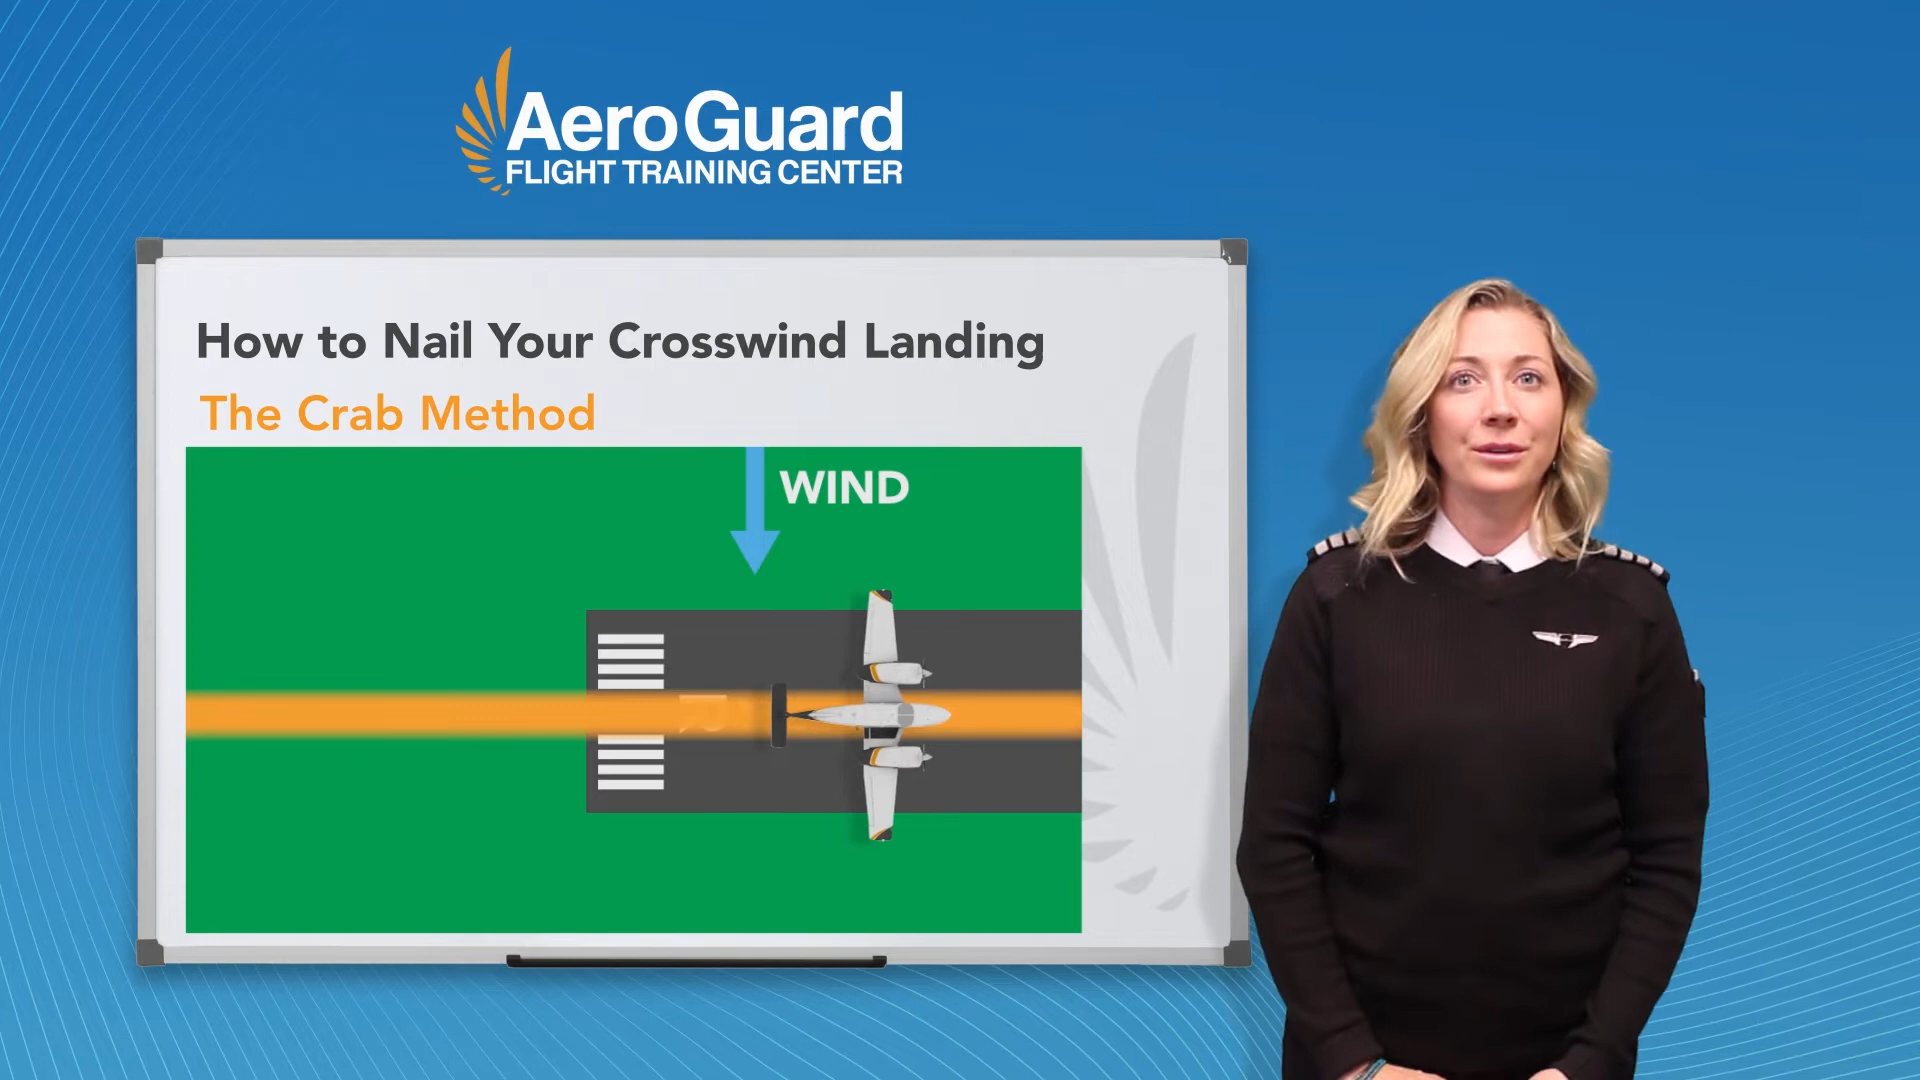 AeroGuard
FLIGHT TRAINING CENTER
How to Nail Your Crosswind Landing
The Crab Method
WIND